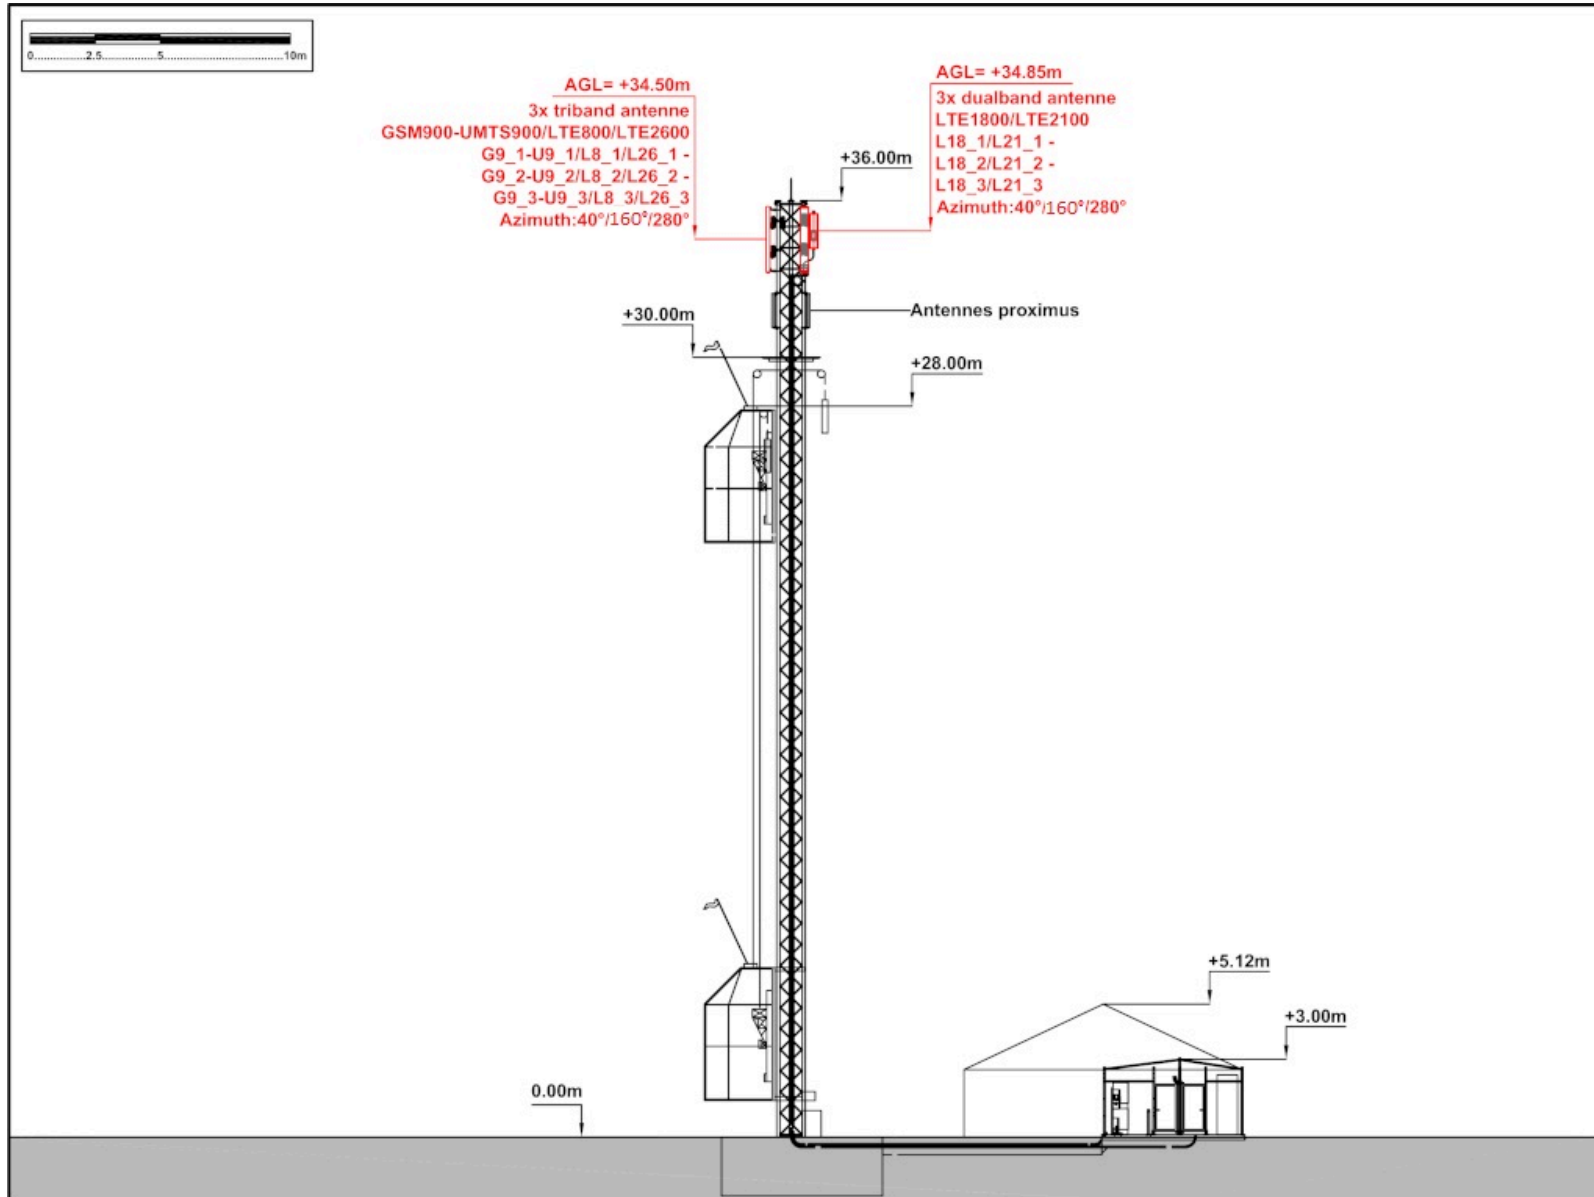 0 2.5 5 10m
AGL= +34.50m
3x triband antenne
GSM900-UMTS900/LTE800/LTE2600
G9_1-U9_1/L8_1/L26_1 -
G9_2-U9_2/L8_2/L26_2 -
G9_3-U9_3/L8_3/L26_3
Azimuth:40°/160°/280°
AGL= +34.85m
3x dualband antenne
LTE1800/LTE2100
L18_1/L21_1 -
L18_2/L21_2 -
L18_3/L21_3
Azimuth:40°/160°/280°
+36.00m
Antennes proximus
+30.00m
+28.00m
+5.12m
+3.00m
0.00m